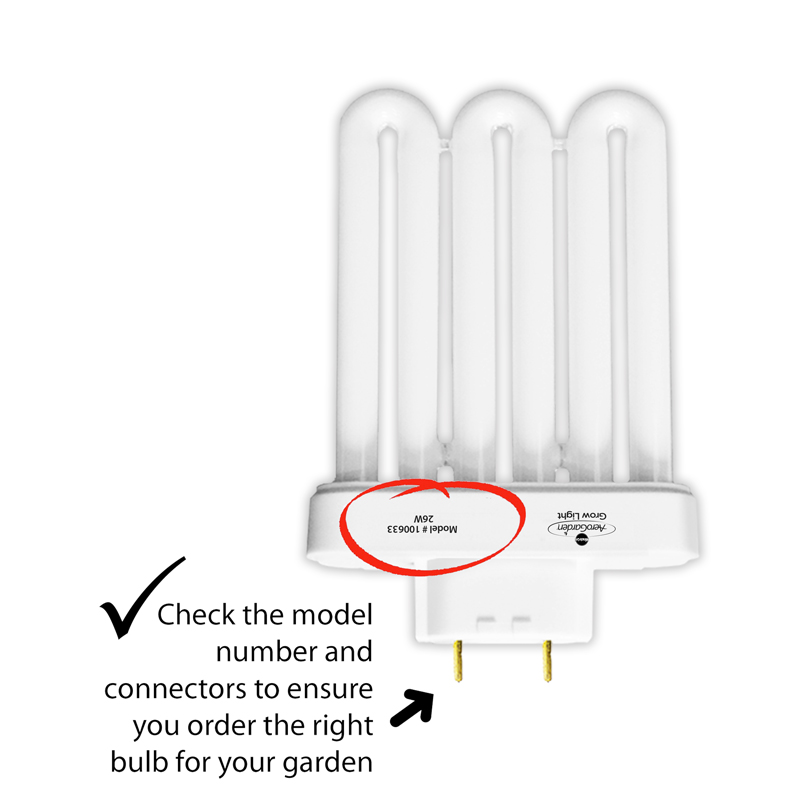 Model # 100633
26W
AeroGarden
Grow Light
Check the model
number and
connectors to ensure
you order the right
bulb for your garden